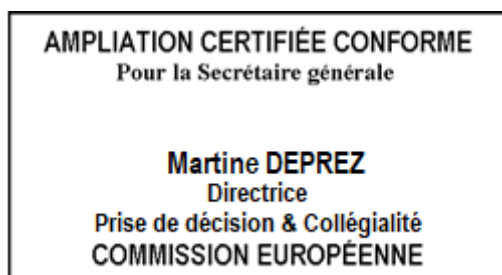 AMPLIATION CERTIFIÉE CONFORME
Pour la Secrétaire générale
Martine DEPREZ
Directrice
Prise de décision & Collégialité
COMMISSION EUROPÉENNE